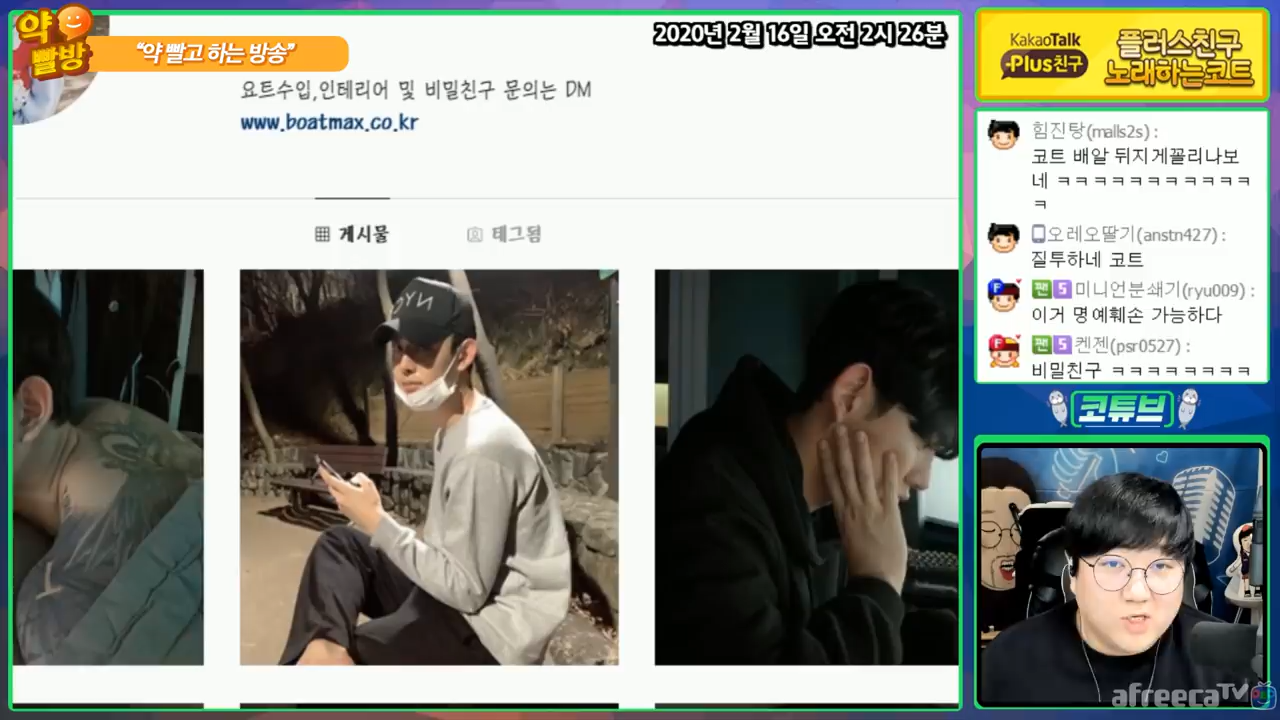 약
빨방
“약 빨고 하는 방송”
2020년 2월 16일 오전 2시 26분
요트수입,인테리어 및 비밀친구 문의는 DM
www.boatmax.co.kr
게시물
태그됨
KakaoTalk
Plus친구
플러스친구
노래하는코트
힘진탕(malls2s) :
코트 배알 뒤지게꼴리나보
네 ㅋㅋㅋㅋㅋㅋㅋㅋㅋㅋㅋ
ㅋ
오레오딸기(anstn427) :
질투하네 코트
팬 S 미니언분쇄기(ryu009) :
이거 명예훼손 가능하다
팬 S 켄젠(psr0527) :
비밀친구 ㅋㅋㅋㅋㅋㅋㅋㅋ
코튜브
afreecaTV